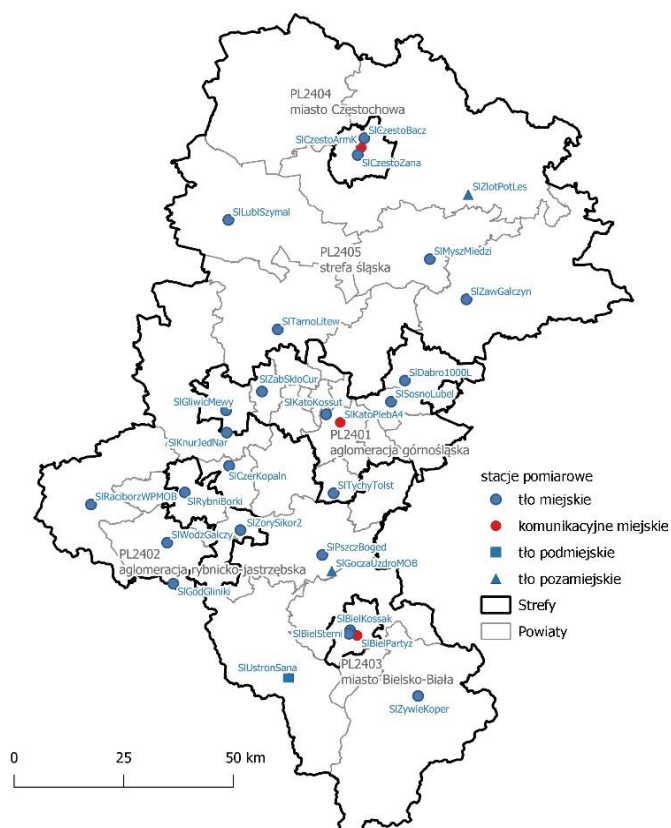 PL2404
miasto Częstochowa
SlCzestoBacz
SlCzestoArmK
SlCzestoZana
SlZlotPotLes
SlLublSzymal
PL2405
strefa śląska
SlMyszMiedzi
SlZawGalczyn
SlTarnoLitew
SlDabro1000L
SlZabSkloCur
SlSosnoLubel
SlGliwicMewy
SlKatoKossut
SlKatoPlebA4
PL2401
aglomeracja górnośląska
SlKnurJedNar
SlCzerKopaln
stacje pomiarowe
tło miejskie
komunikacyjne miejskie
tło podmiejskie
tło pozamiejskie
Strefy
Powiaty
SlRaciborzWPMOB
SlRybniBorki
SlTychyTolst
SlZorySikor2
SlWodzGalczy
PL2402
aglomeracja rybnicko-jastrzębska
SlPszczBoged
SlGoczaUzdroMOB
SlGodGliniki
SlBielKossak
SlBielSterni
SlBielPartyz
PL2403
miasto Bielsko-Biała
SlUstronSana
SlZywieKoper
0 25 50 km